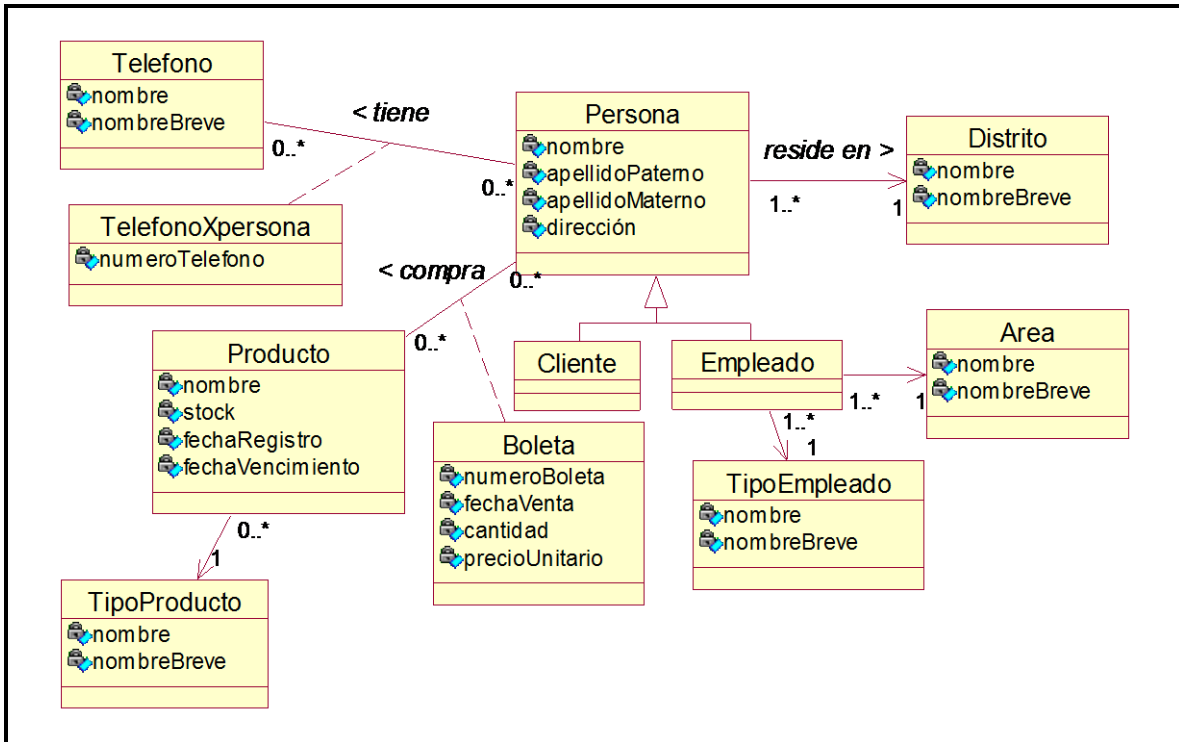 Telefono
nombre
nombreBreve
0..*
< tiene
0..*
Persona
nombre
apellidoPaterno
apellidoMaterno
dirección
reside en >
1..*
1
Distrito
nombre
nombreBreve
TelefonoXpersona
numeroTelefono
< compra
0..*
0..*
Producto
nombre
stock
fechaRegistro
fechaVencimiento
Cliente
Empleado
1..*
1
Area
nombre
nombreBreve
1..*
1
Boleta
numeroBoleta
fechaVenta
cantidad
precioUnitario
TipoEmpleado
nombre
nombreBreve
0..*
1
TipoProducto
nombre
nombreBreve